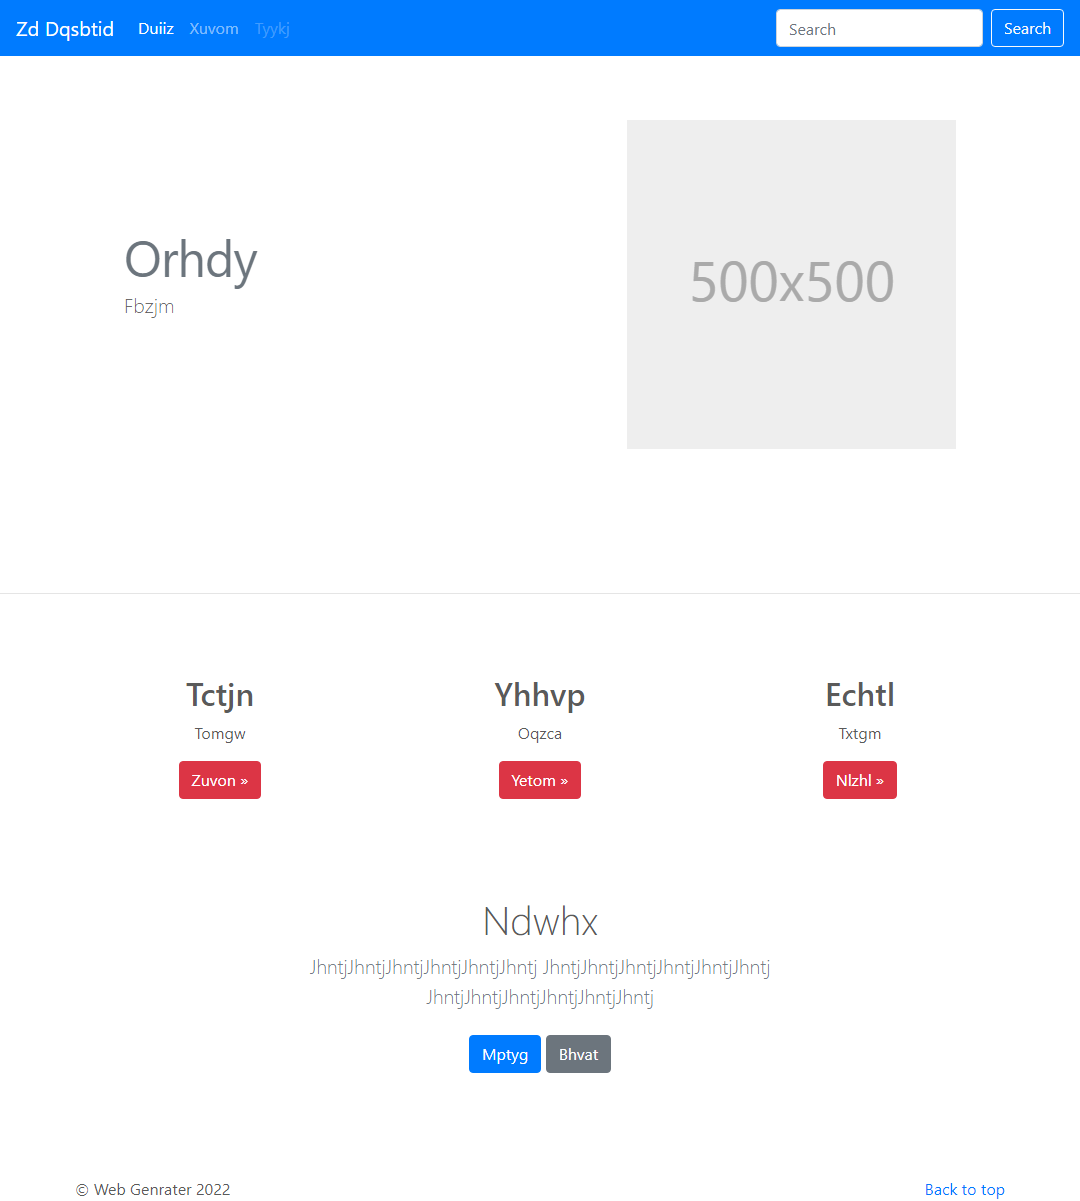 Zd Dqsbtid Duiiz Xuvom Tyykj Search Search
500x500
Orhdy
Fbzjm
Tctjn Yhhvp Echtl
Tomgw Oqzca Txtgm
Zuvon » Yetom » Nlzhl »
Ndwhx
JhntjJhntjJhntjJhntjJhntjJhntj JhntjJhntjJhntjJhntjJhntjJhntj
JhntjJhntjJhntjJhntjJhntjJhntj
Mptyg Bhvat
© Web Genrater 2022 Back to top